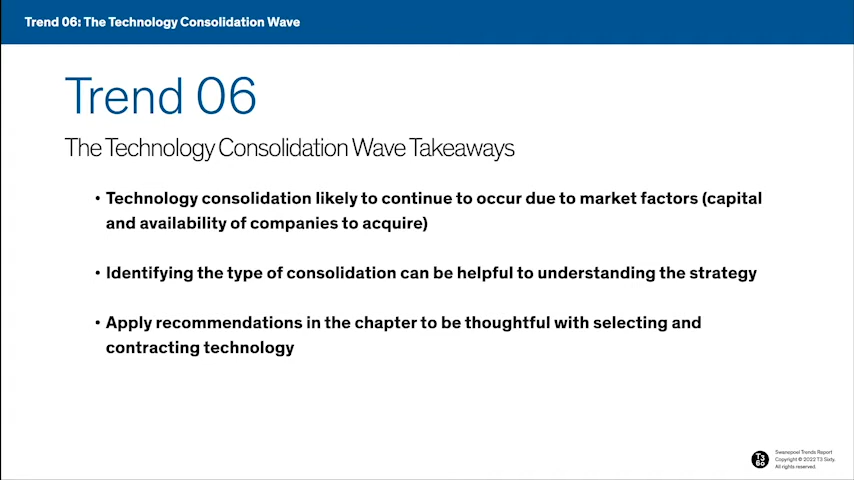 Trend 06: The Technology Consolidation Wave
Trend 06
The Technology Consolidation Wave Takeaways
• Technology consolidation likely to continue to occur due to market factors (capital
and availability of companies to acquire)
• Identifying the type of consolidation can be helpful to understanding the strategy
• Apply recommendations in the chapter to be thoughtful with selecting and
contracting technology
T3
60
Swanepoel Trends Report
Copyright © 2022 T3 Sixty.
All rights reserved.